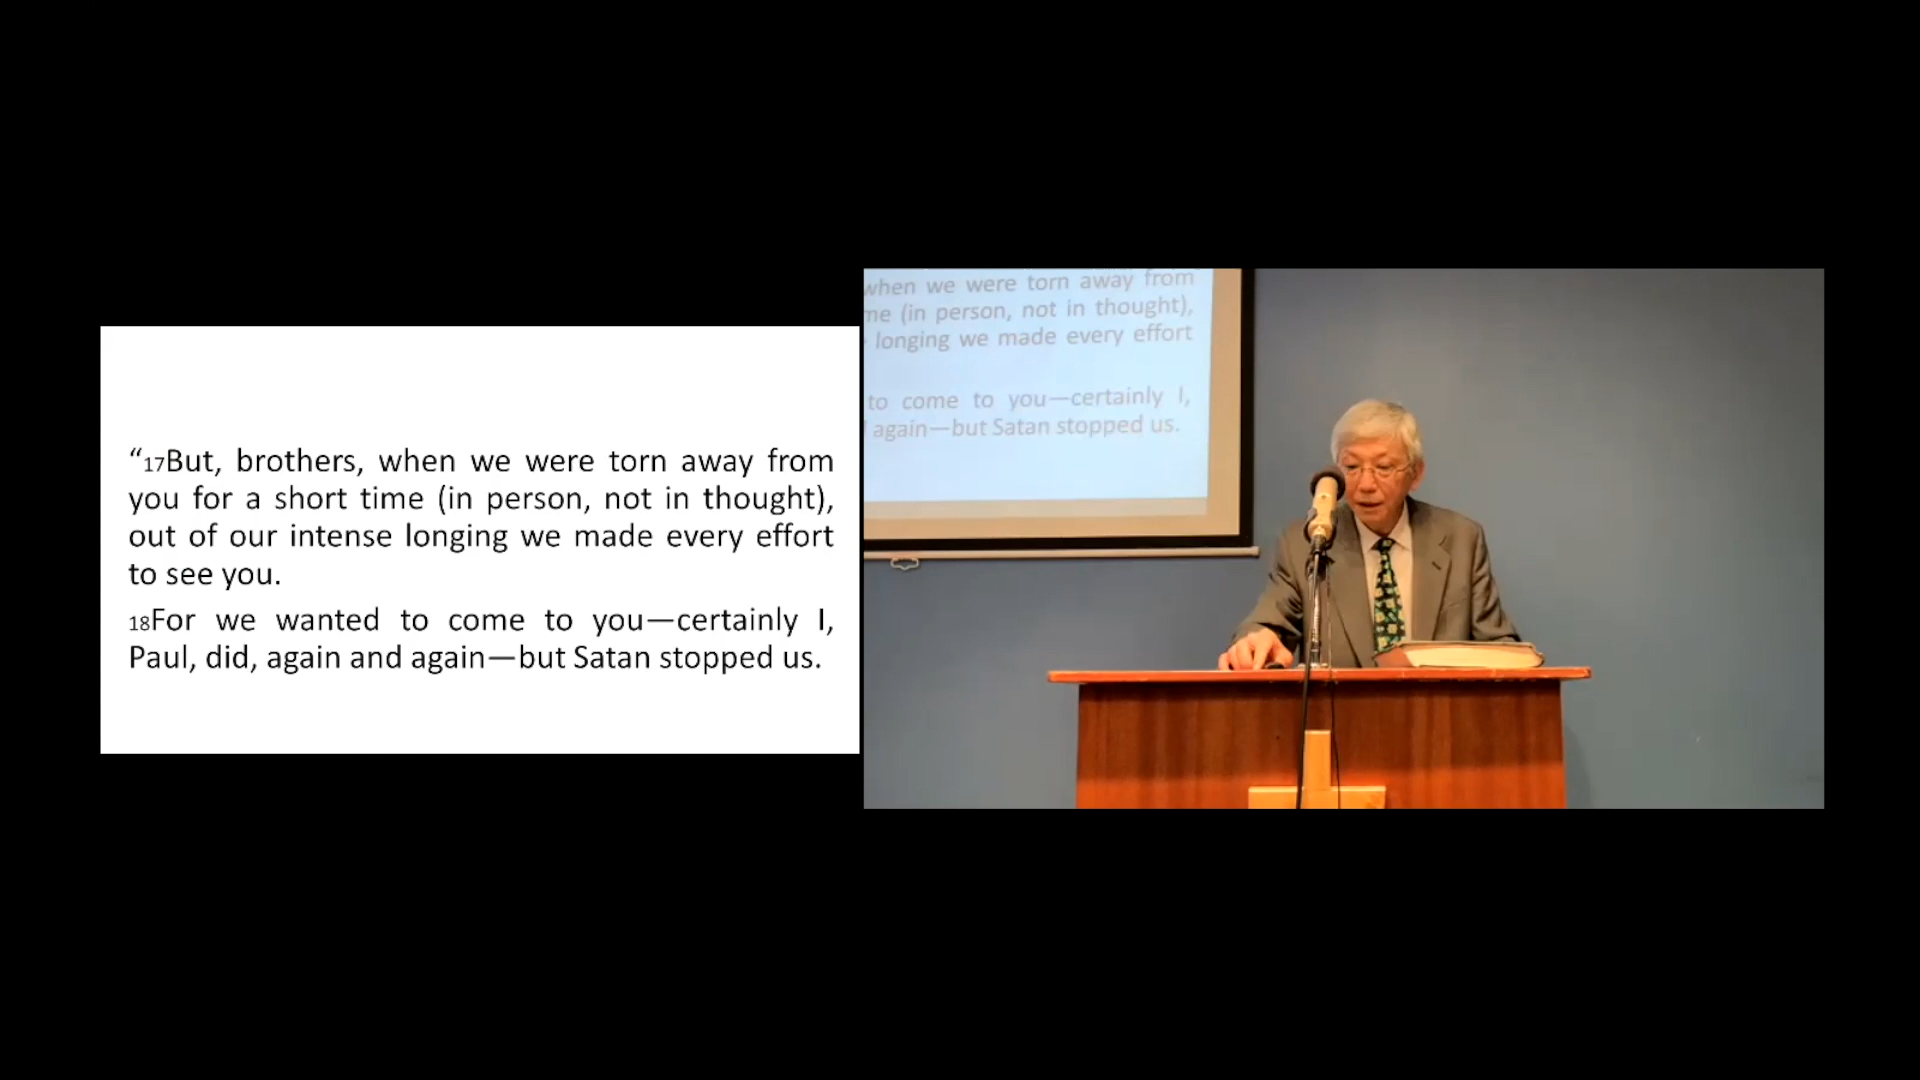 “17But, brothers, when we were torn away from
you for a short time (in person, not in thought),
out of our intense longing we made every effort
to see you.
18For we wanted to come to you—certainly I,
Paul, did, again and again—but Satan stopped us.
when we were torn away from
me (in person, not in thought),
longing we made every effort
to come to you—certainly I,
again—but Satan stopped us.